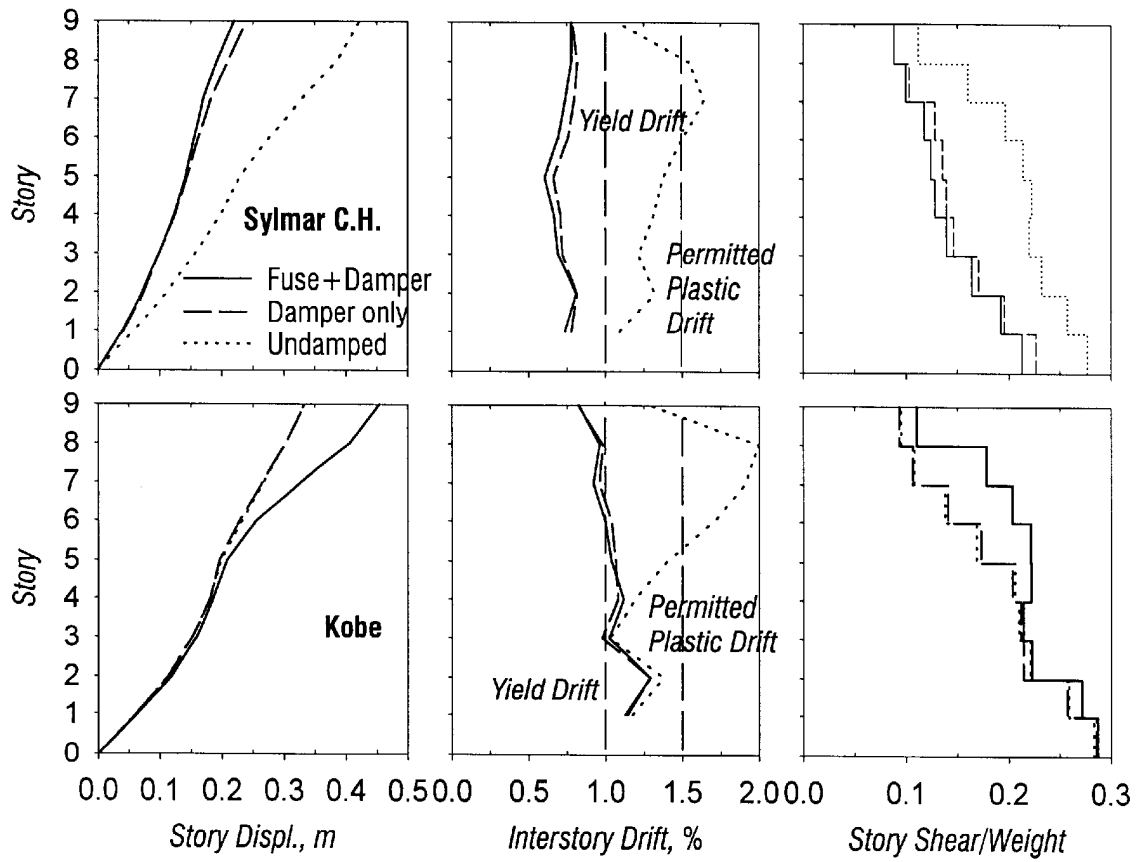 9
8
7
6
5
4
3
2
1
0
Story
Sylmar C.H.
Fuse+Damper
Damper only
Undamped
Yield Drift
Permitted
Plastic
Drift
9
8
7
6
5
4
3
2
1
0
Story
Kobe
Permitted
Plastic Drift
Yield Drift
0.0 0.1 0.2 0.3 0.4 0.5
0.0 0.5 1.0 1.5 2.0
0.0 0.1 0.2 0.3
Story Displ., m
Interstory Drift, %
Story Shear/Weight